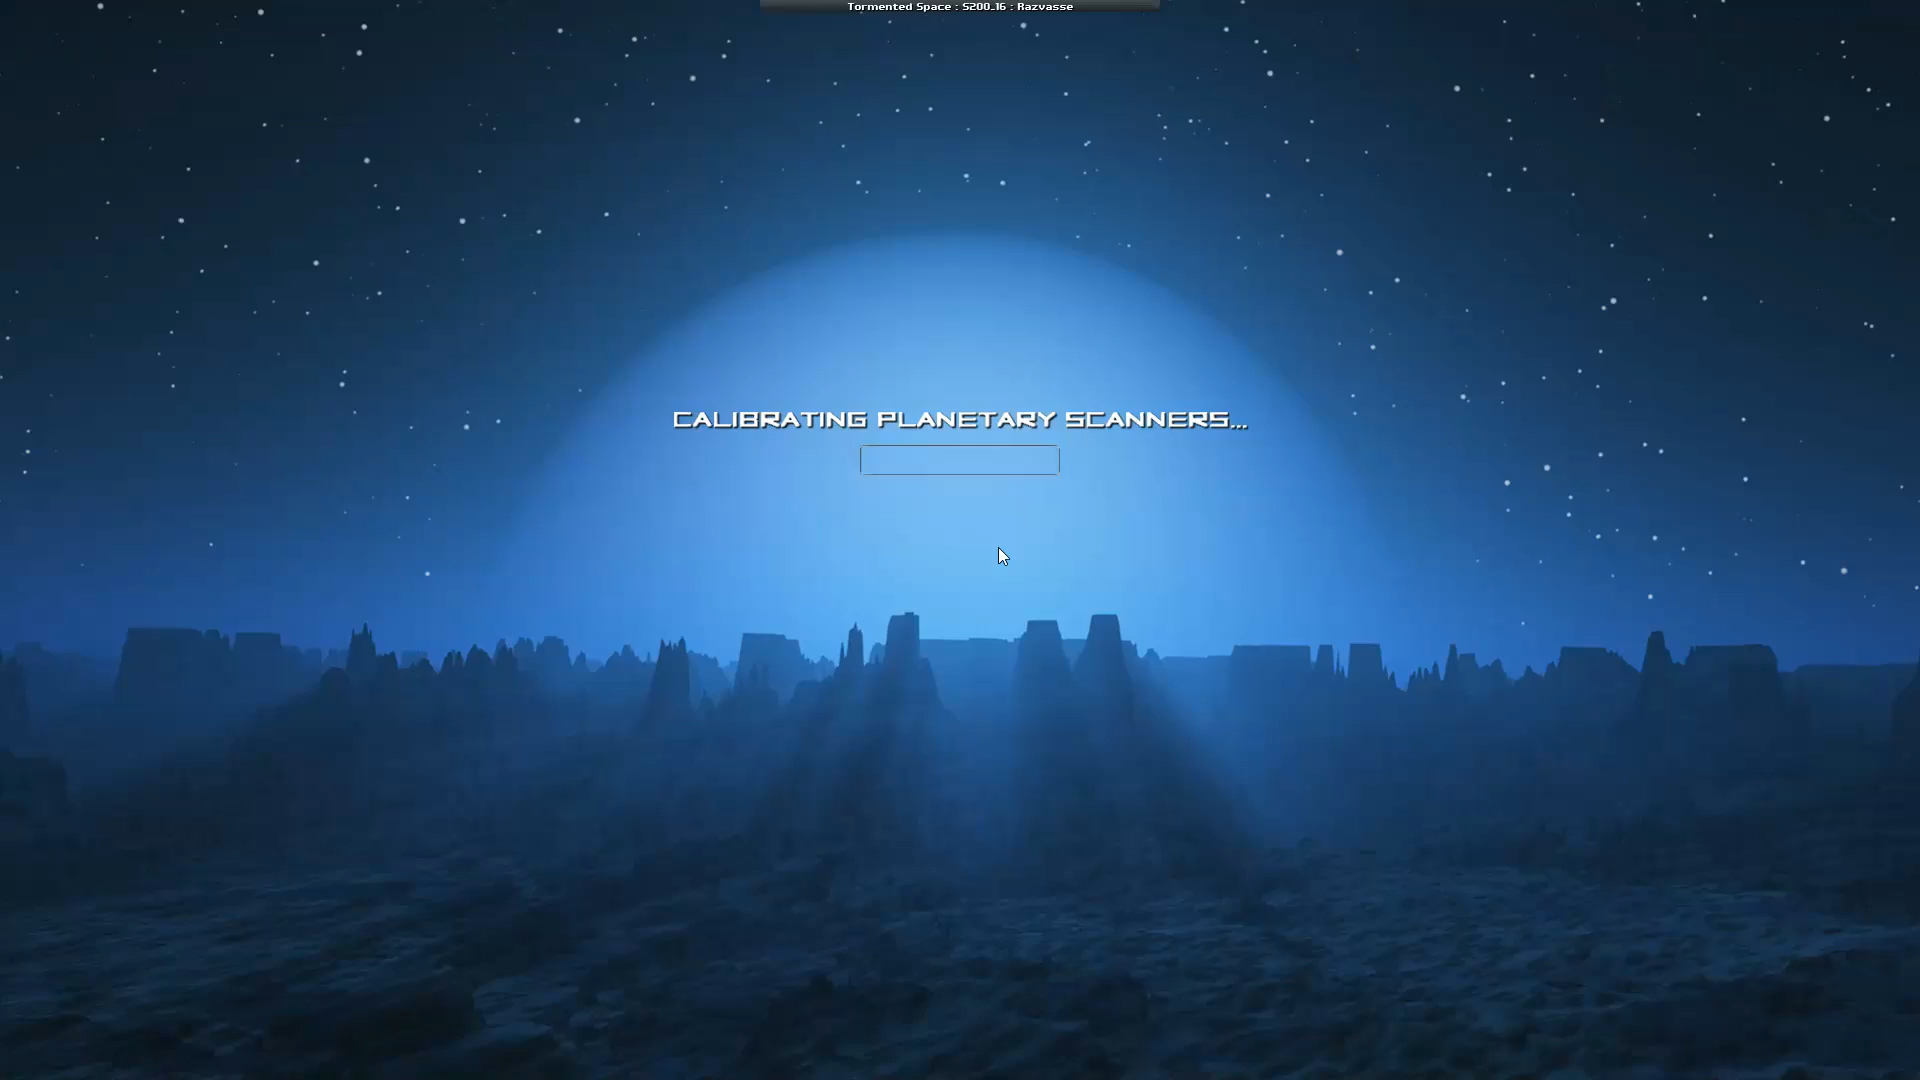 Tormented Space : S200_16 : Razvasse
CALIBRATING PLANETARY SCANNERS...